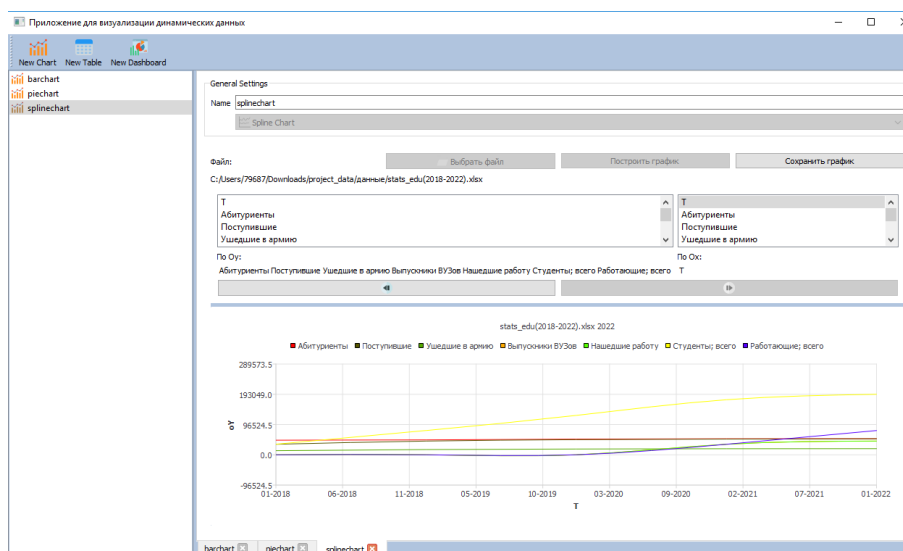 Приложение для визуализации динамических данных
New Chart New Table New Dashboard
barchart
piechart
splinechart
General Settings
Name splinechart
Spline Chart
Файл: Выбрать файл Построить график Сохранить график
C:/Users/79687/Downloads/project_data/данные/stats_edu(2018-2022).xlsx
T T
Абитуриенты Абитуриенты
Поступившие Поступившие
Ушедшие в армию Ушедшие в армию
По Oy: По Ox:
Абитуриенты Поступившие Ушедшие в армию Выпускники ВУЗов Нашедшие работу Студенты; всего Работающие; всего T
stats_edu(2018-2022).xlsx 2022
Абитуриенты Поступившие Ушедшие в армию Выпускники ВУЗов Нашедшие работу Студенты; всего Работающие; всего
289573.5
193049.0
96524.5
0.0
-96524.5
oY
01-2018 06-2018 11-2018 05-2019 10-2019 03-2020 09-2020 02-2021 07-2021 01-2022
T
barchart piechart splinechart